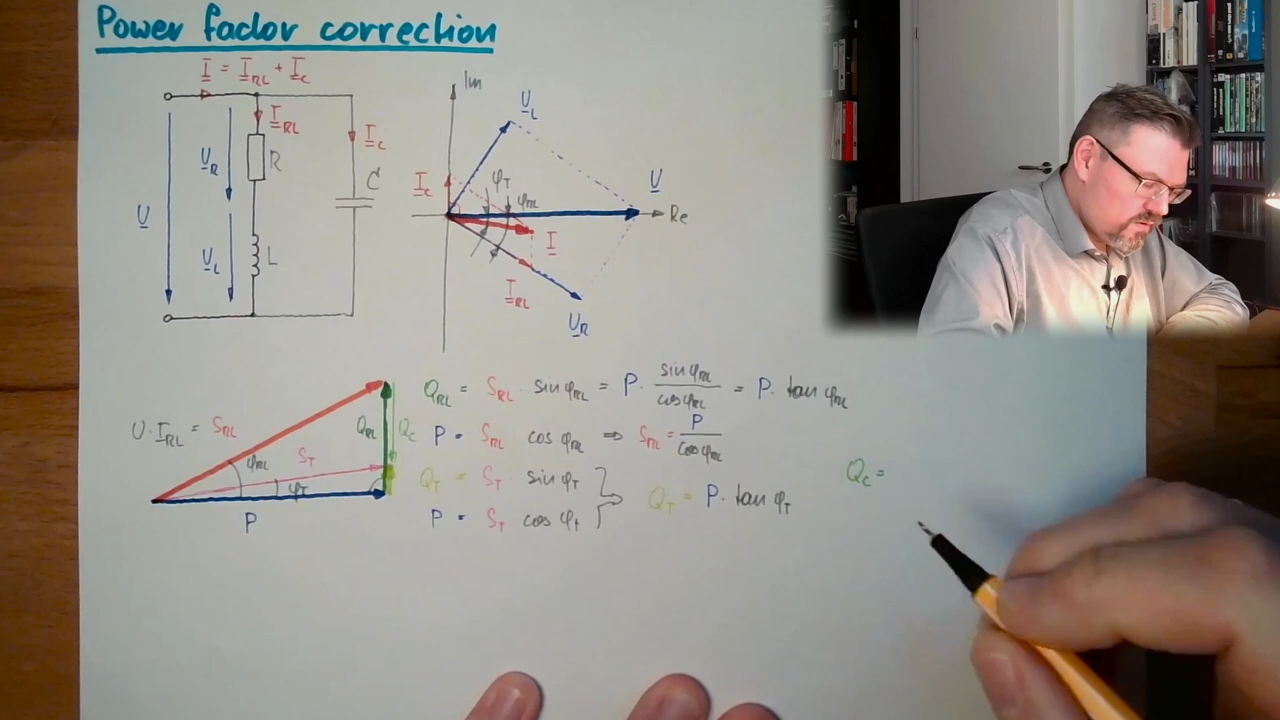 Power factor correction
I = I_RL + I_C
Im
U_L
I_RL
I_C
U_R
R
C
U
U_L
L
I_C
φ_T
φ_RL
U
Re
I
I_RL
U_R
Q_RL = S_RL · sin φ_RL = P · sin φ_RL / cos φ_RL = P · tan φ_RL
U · I_RL = S_RL
Q_RL
Q_C
P = S_RL cos φ_RL ⇒ S_RL = P / cos φ_RL
S_T
φ_RL
φ_T
P
Q_T = S_T · sin φ_T
P = S_T cos φ_T
Q_T = P · tan φ_T
Q_C =